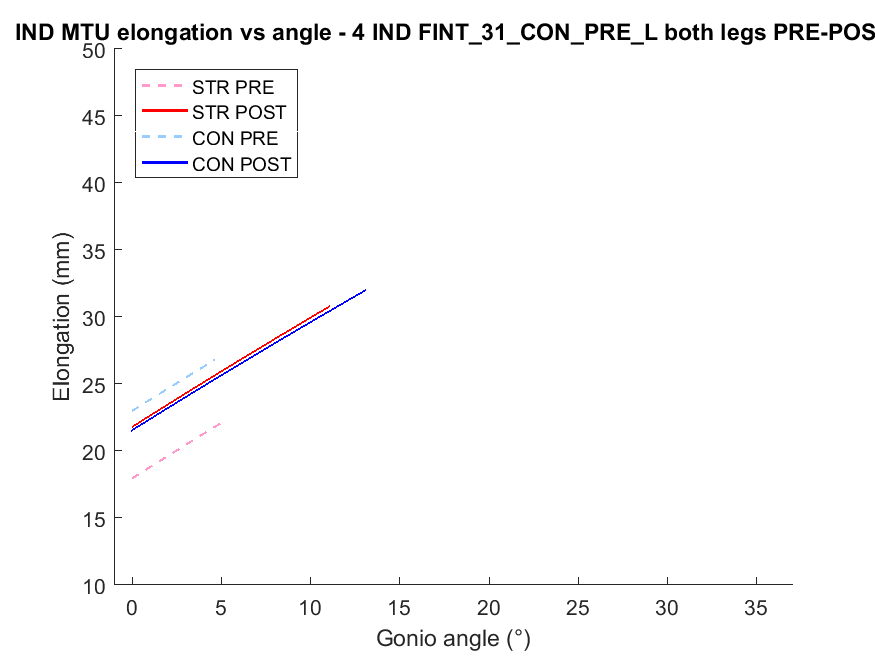 IND MTU elongation vs angle - 4 IND FINT_31_CON_PRE_L both legs PRE-POS
50
45
40
35
30
25
20
15
10
STR PRE
STR POST
CON PRE
CON POST
Elongation (mm)
0 5 10 15 20 25 30 35
Gonio angle (°)